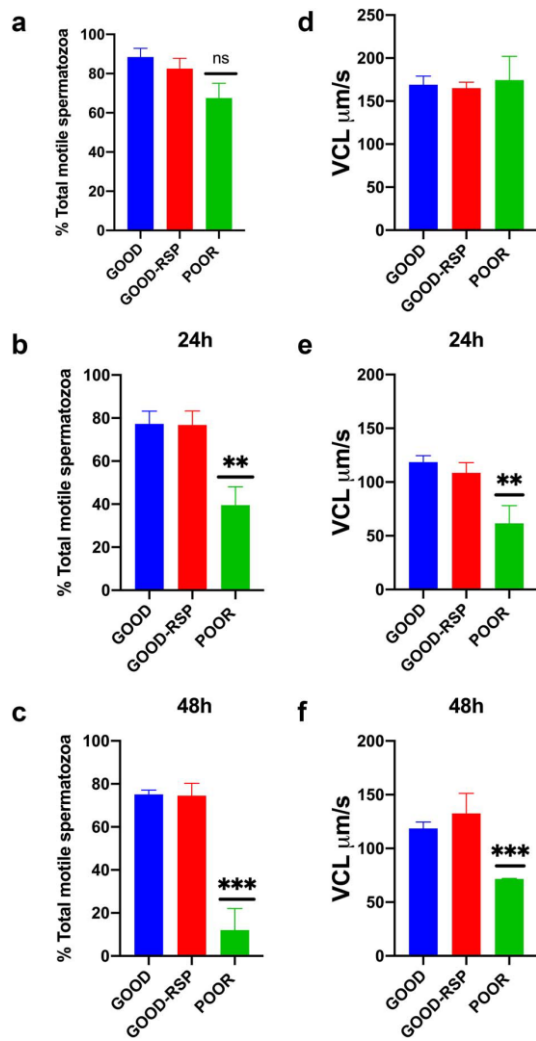 a
% Total motile spermatozoa
100
80
60
40
20
0
ns
GOOD
GOOD-RSP
POOR
d
VCL µm/s
200
150
100
50
0
GOOD
GOOD-RSP
POOR
b
24h
% Total motile spermatozoa
80
60
40
20
0
**
GOOD
GOOD-RSP
POOR
e
24h
VCL µm/s
200
150
100
50
0
**
GOOD
GOOD-RSP
POOR
c
48h
% Total motile spermatozoa
100
80
60
40
20
0
***
GOOD
GOOD-RSP
POOR
f
48h
VCL µm/s
200
150
100
50
0
***
GOOD
GOOD-RSP
POOR